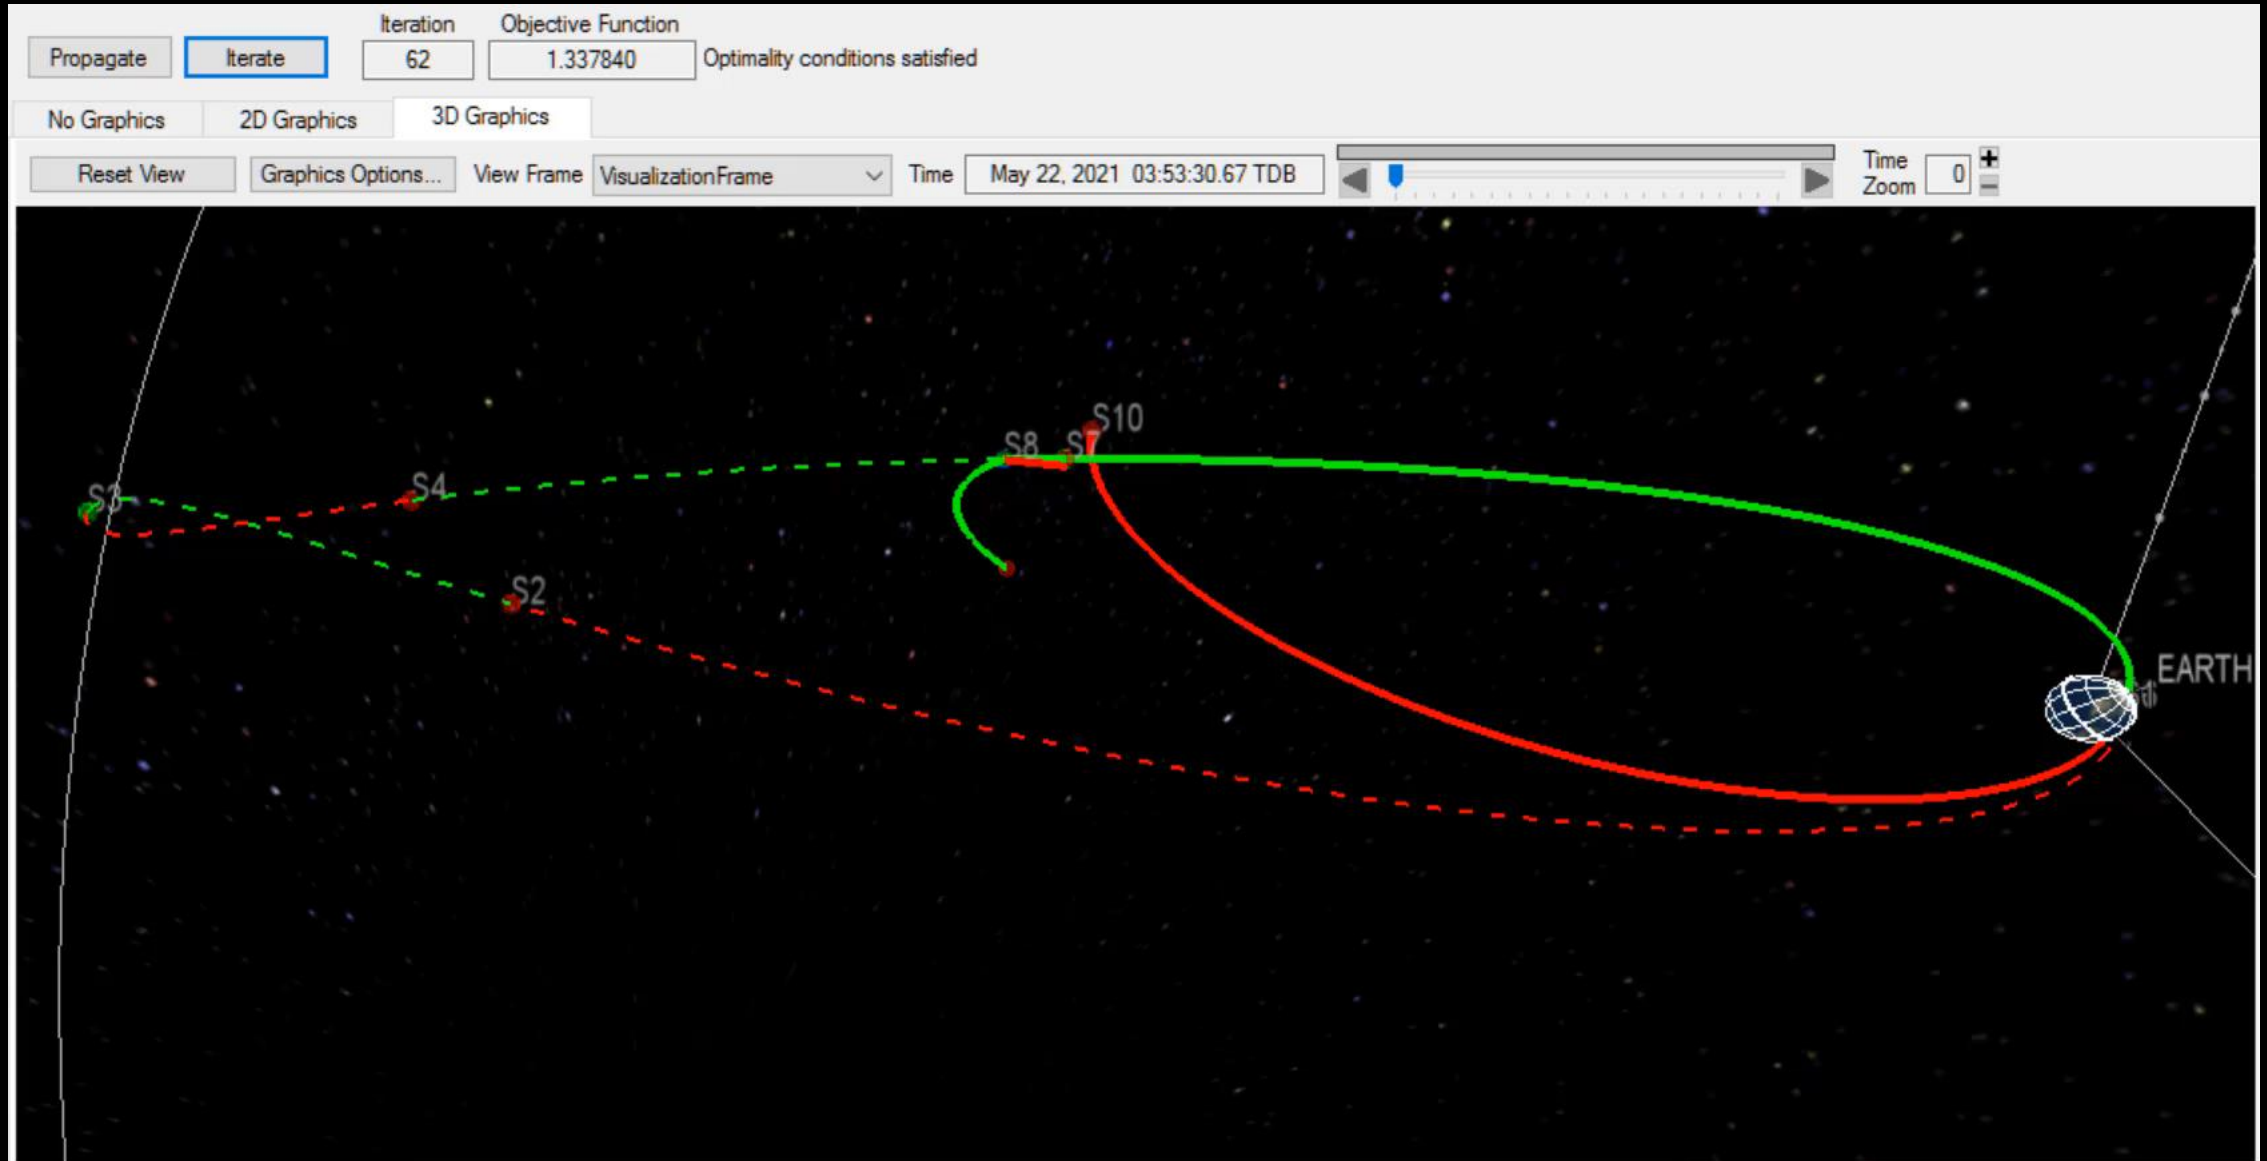 Iteration Objective Function
Propagate Iterate 62 1.337840 Optimality conditions satisfied
No Graphics 2D Graphics 3D Graphics
Reset View Graphics Options... View Frame VisualizationFrame Time May 22, 2021 03:53:30.67 TDB Time Zoom 0
S10
S8 S7
S3 S4
S2
EARTH